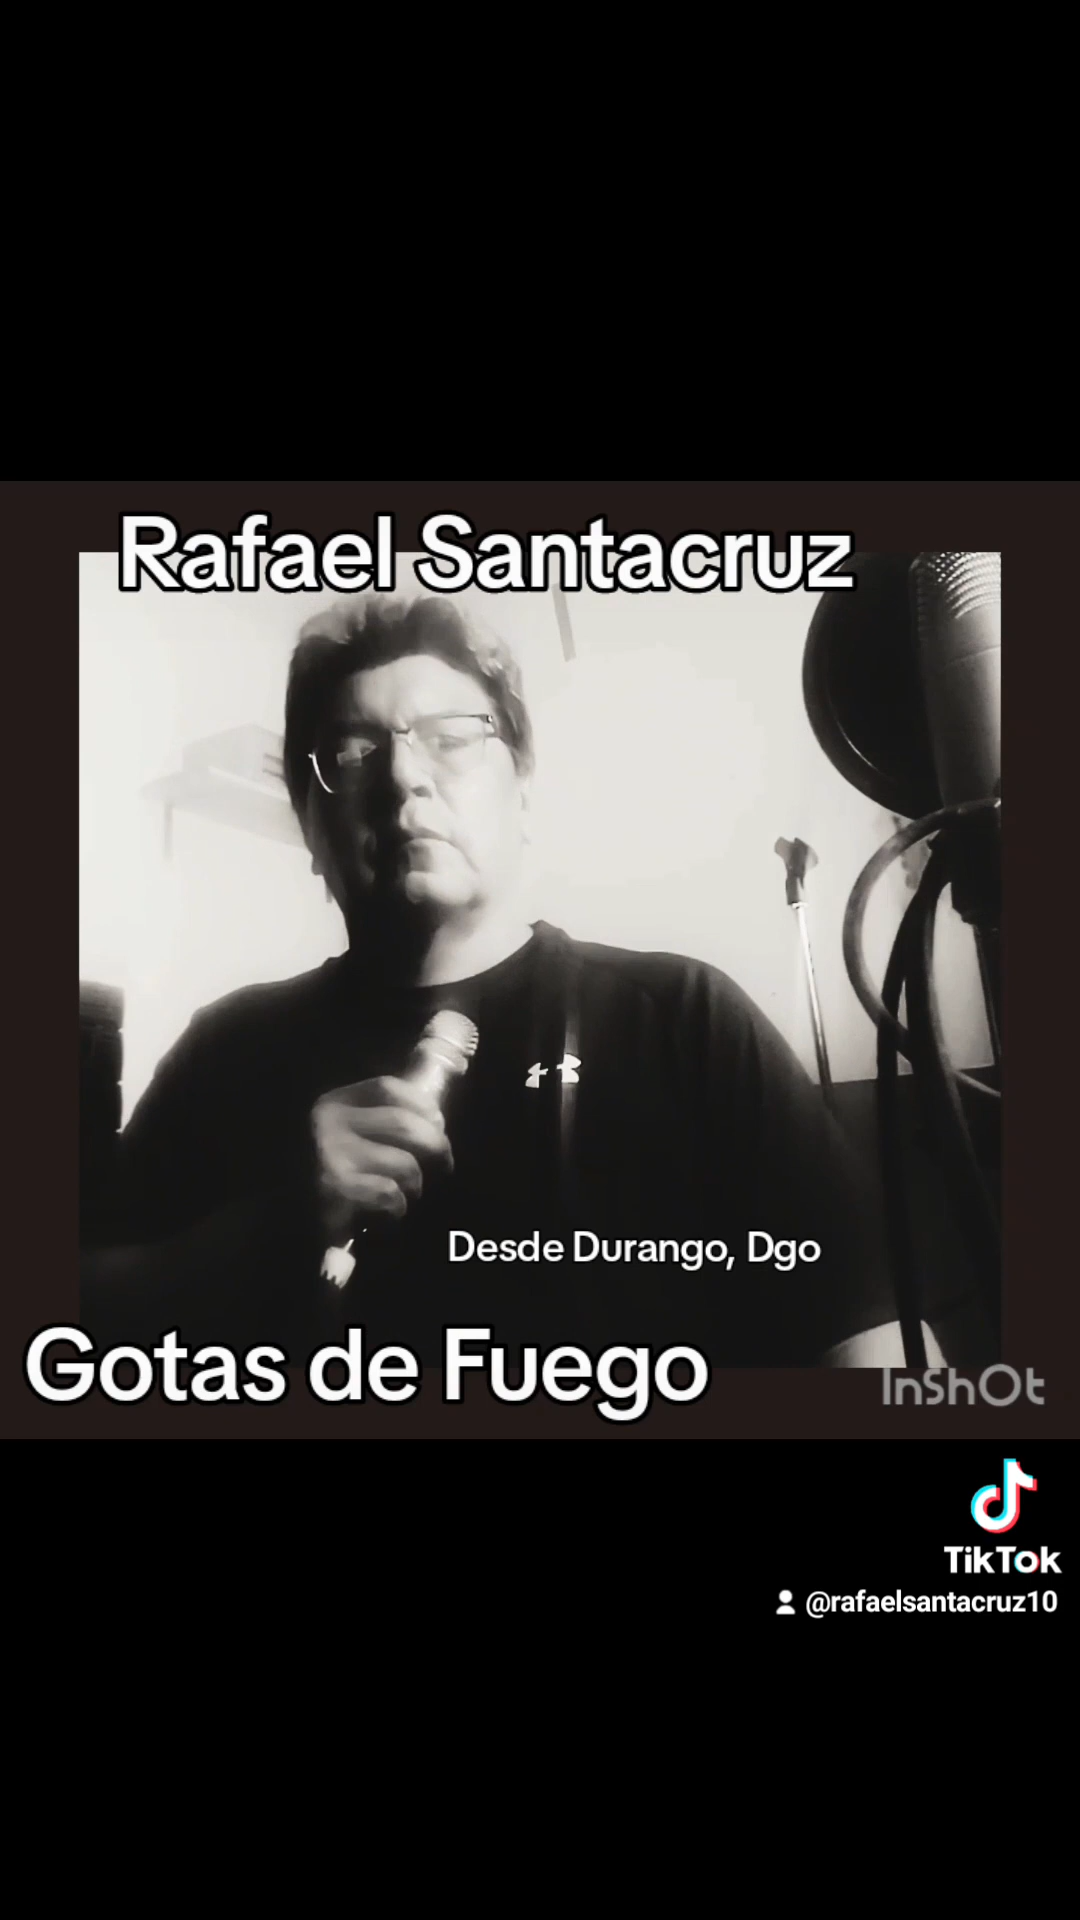 Rafael Santacruz
Desde Durango, Dgo
Gotas de Fuego
InShOt
TikTok
@rafaelsantacruz10